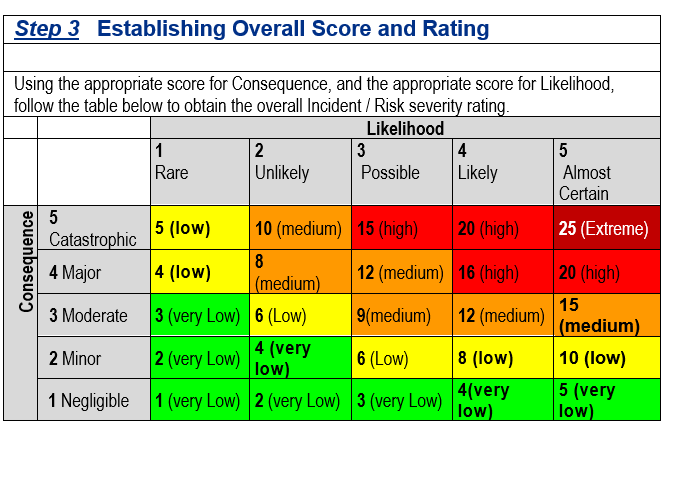 Step 3 Establishing Overall Score and Rating
Using the appropriate score for Consequence, and the appropriate score for Likelihood,
follow the table below to obtain the overall Incident / Risk severity rating.
Likelihood
1
Rare
2
Unlikely
3
Possible
4
Likely
5
Almost
Certain
Consequence
5
Catastrophic
5 (low)
10 (medium)
15 (high)
20 (high)
25 (Extreme)
4 Major
4 (low)
8
(medium)
12 (medium)
16 (high)
20 (high)
3 Moderate
3 (very Low)
6 (Low)
9(medium)
12 (medium)
15
(medium)
2 Minor
2 (very Low)
4 (very
low)
6 (Low)
8 (low)
10 (low)
1 Negligible
1 (very Low)
2 (very Low)
3 (very Low)
4(very
low)
5 (very
low)